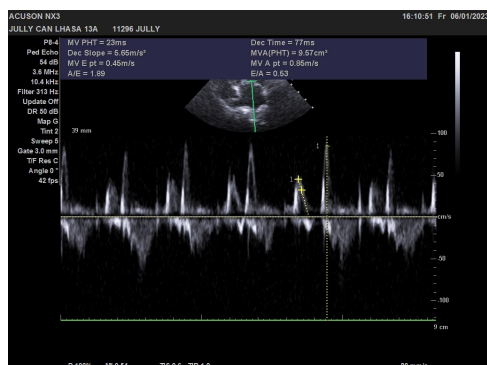 ACUSON NX3 16:10:51 Fr 06/01/2023
JULLY CAN LHASA 13A 11296 JULLY
P8-4
Ped Echo
54 dB
3.6 MHz
10.4 kHz
Filter 313 Hz
Update Off
DR 50 dB
Map G
Tint 2
Sweep 5
Gate 3.0 mm
T/F Res C
Angle 0 °
42 fps
MV PHT = 23ms Dec Time = 77ms
Dec Slope = 5.65m/s² MVA(PHT) = 9.57cm²
MV E pt = 0.45m/s MV A pt = 0.85m/s
A/E = 1.89 E/A = 0.53
39 mm
100
1
50
1
cm/s
-50
-100
9 cm